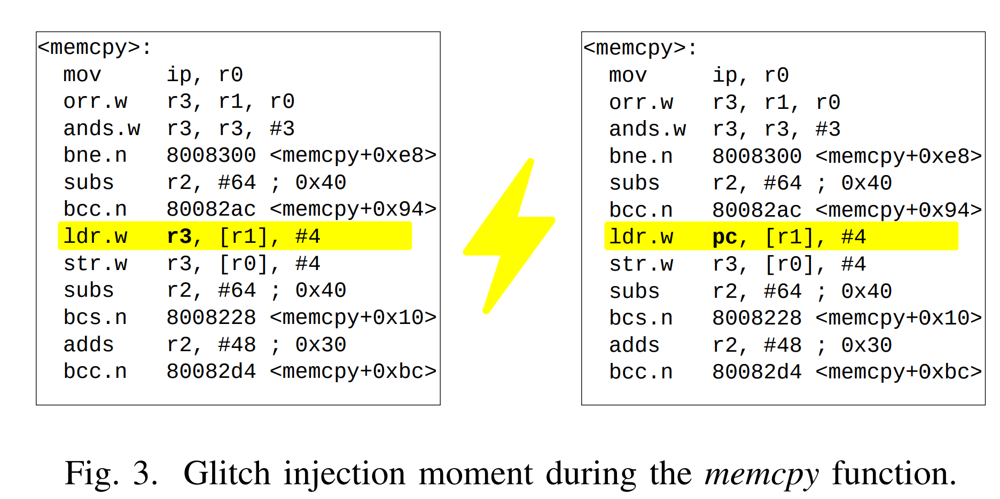 <memcpy>:
mov ip, r0
orr.w r3, r1, r0
ands.w r3, r3, #3
bne.n 8008300 <memcpy+0xe8>
subs r2, #64 ; 0x40
bcc.n 80082ac <memcpy+0x94>
ldr.w r3, [r1], #4
str.w r3, [r0], #4
subs r2, #64 ; 0x40
bcs.n 8008228 <memcpy+0x10>
adds r2, #48 ; 0x30
bcc.n 80082d4 <memcpy+0xbc>
<memcpy>:
mov ip, r0
orr.w r3, r1, r0
ands.w r3, r3, #3
bne.n 8008300 <memcpy+0xe8>
subs r2, #64 ; 0x40
bcc.n 80082ac <memcpy+0x94>
ldr.w pc, [r1], #4
str.w r3, [r0], #4
subs r2, #64 ; 0x40
bcs.n 8008228 <memcpy+0x10>
adds r2, #48 ; 0x30
bcc.n 80082d4 <memcpy+0xbc>
Fig. 3. Glitch injection moment during the memcpy function.